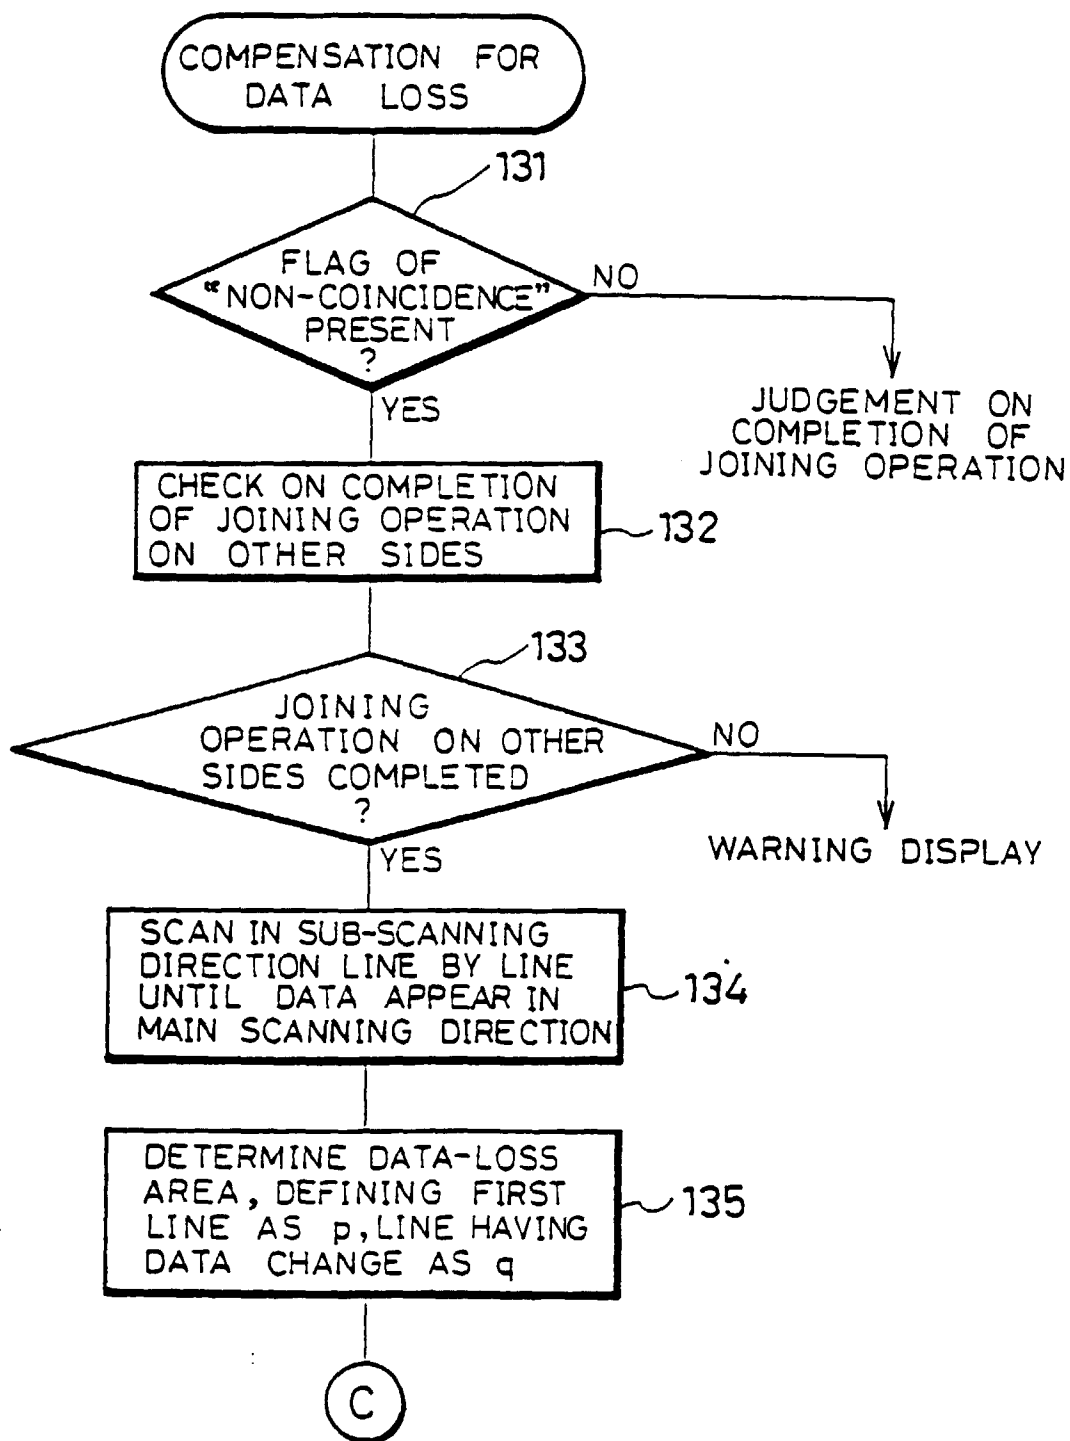 COMPENSATION FOR
DATA LOSS
131
FLAG OF
"NON-COINCIDENCE"
PRESENT
?
NO
YES
JUDGEMENT ON
COMPLETION OF
JOINING OPERATION
CHECK ON COMPLETION
OF JOINING OPERATION
ON OTHER SIDES
132
133
JOINING
OPERATION ON OTHER
SIDES COMPLETED
?
NO
YES
WARNING DISPLAY
SCAN IN SUB-SCANNING
DIRECTION LINE BY LINE
UNTIL DATA APPEAR IN
MAIN SCANNING DIRECTION
134
DETERMINE DATA-LOSS
AREA, DEFINING FIRST
LINE AS p, LINE HAVING
DATA CHANGE AS q
135
C